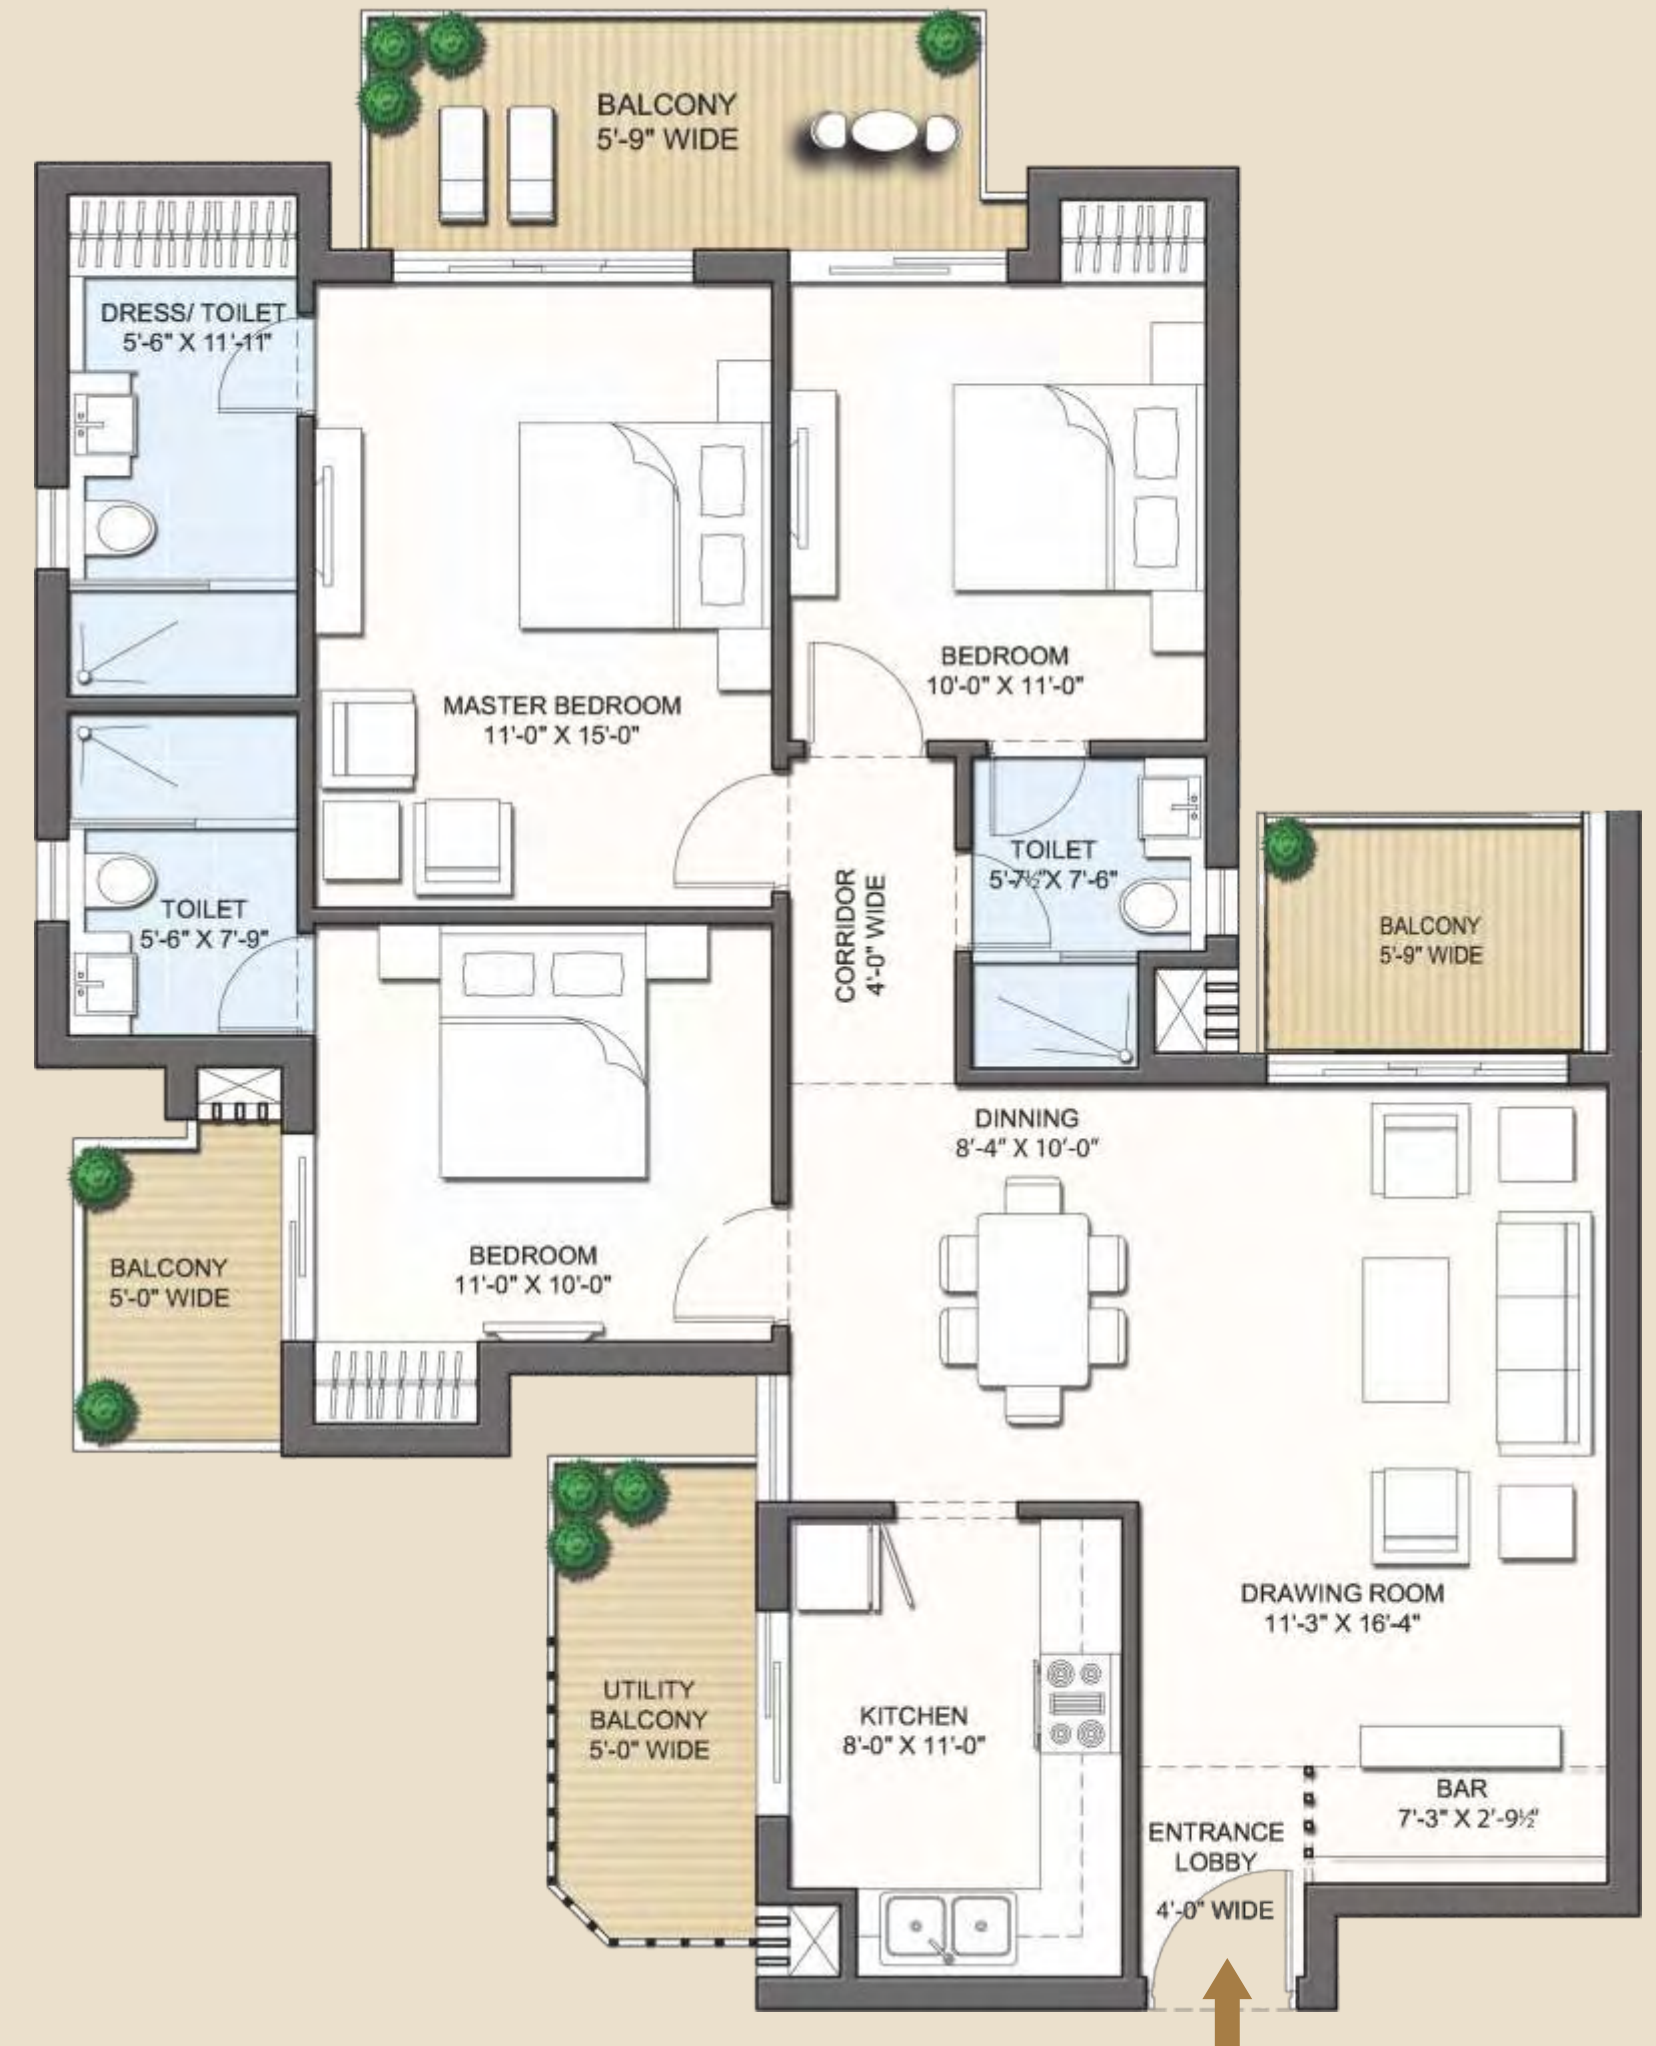 BALCONY
5'-9" WIDE
DRESS/ TOILET
5'-6" X 11'-11"
MASTER BEDROOM
11'-0" X 15'-0"
BEDROOM
10'-0" X 11'-0"
TOILET
5'-7½"X 7'-6"
TOILET
5'-6" X 7'-9"
CORRIDOR
4'-0" WIDE
BALCONY
5'-9" WIDE
DINNING
8'-4" X 10'-0"
BEDROOM
11'-0" X 10'-0"
BALCONY
5'-0" WIDE
DRAWING ROOM
11'-3" X 16'-4"
UTILITY
BALCONY
5'-0" WIDE
KITCHEN
8'-0" X 11'-0"
BAR
7'-3" X 2'-9½"
ENTRANCE
LOBBY
4'-0" WIDE